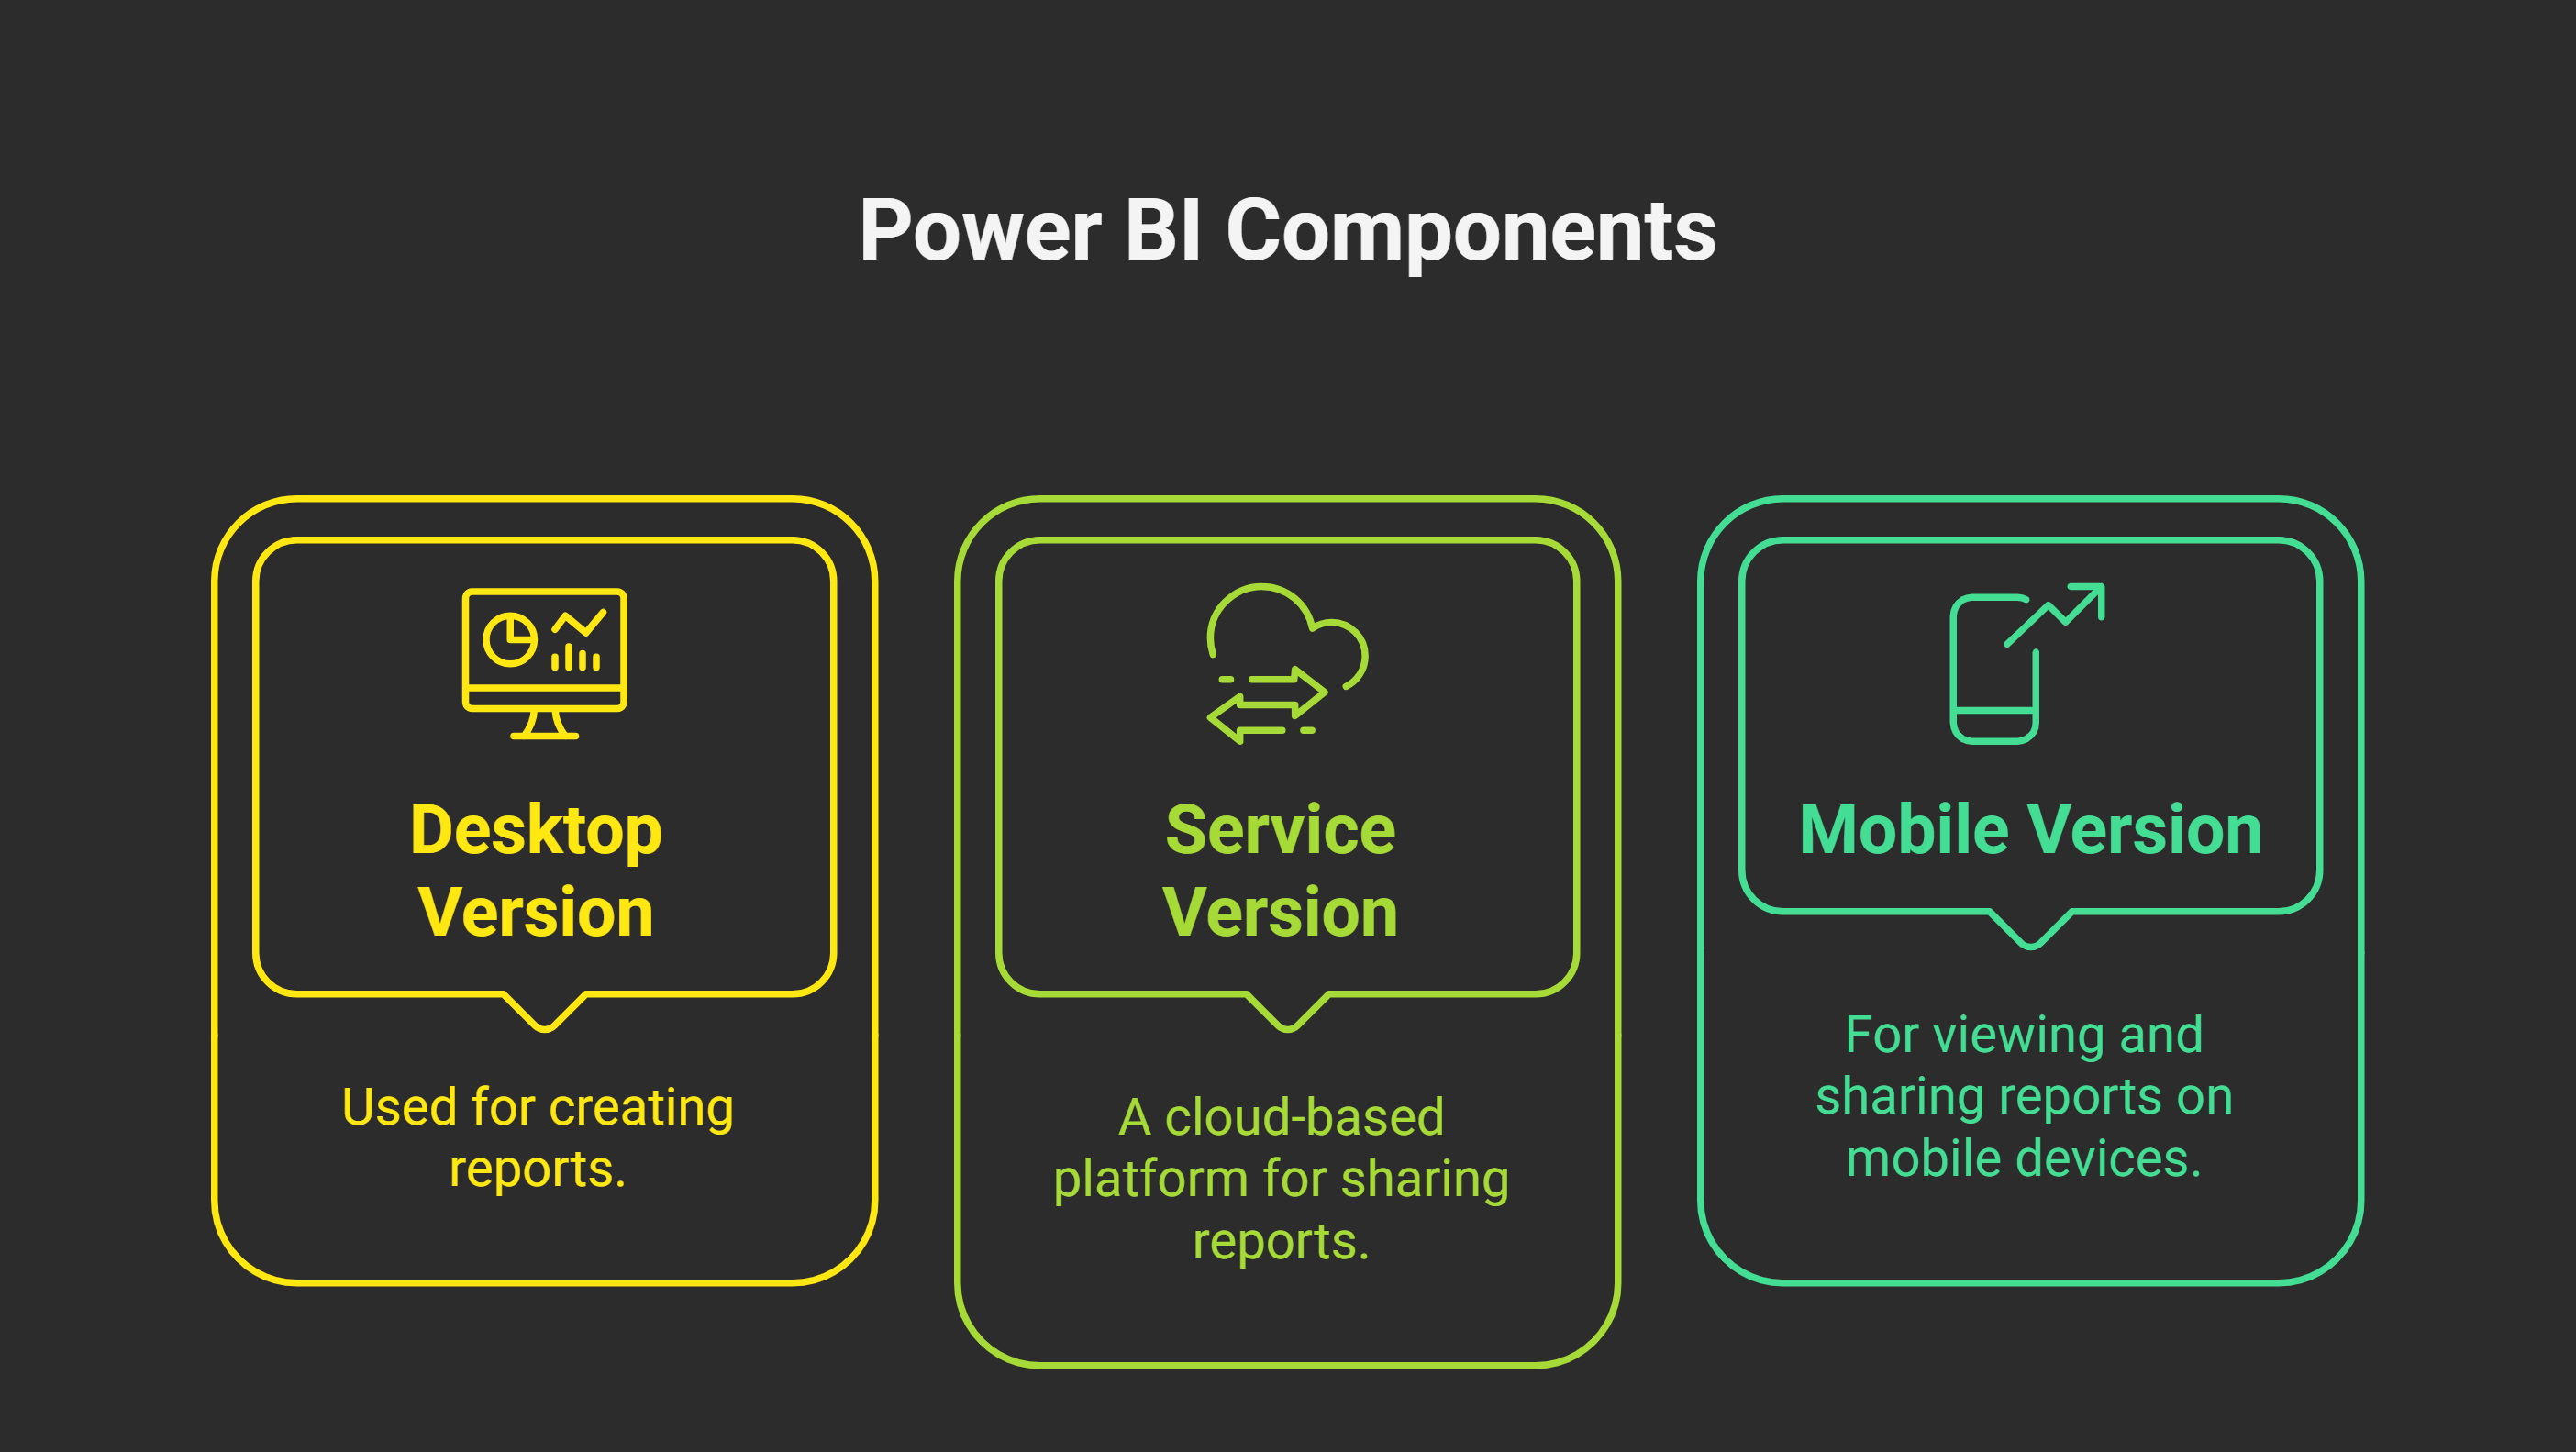 Power BI Components
Desktop
Version
Used for creating
reports.
Service
Version
A cloud-based
platform for sharing
reports.
Mobile Version
For viewing and
sharing reports on
mobile devices.